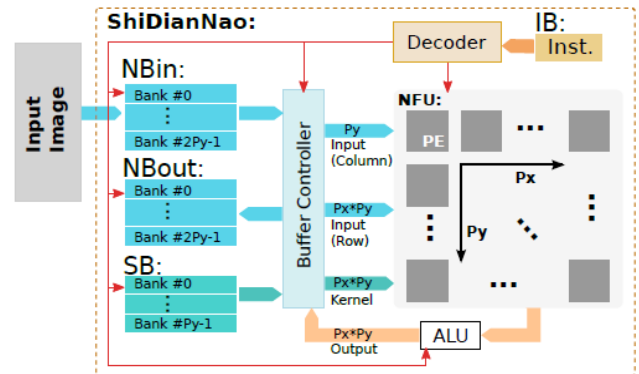 ShiDianNao:
IB:
Decoder
Inst.
Input
Image
NBin:
Bank #0
Bank #2Py-1
NBout:
Bank #0
Bank #2Py-1
SB:
Bank #0
Bank #Py-1
Buffer Controller
Py
Input
(Column)
Px*Py
Input
(Row)
Px*Py
Kernel
NFU:
PE
Px
Py
Px*Py
Output
ALU